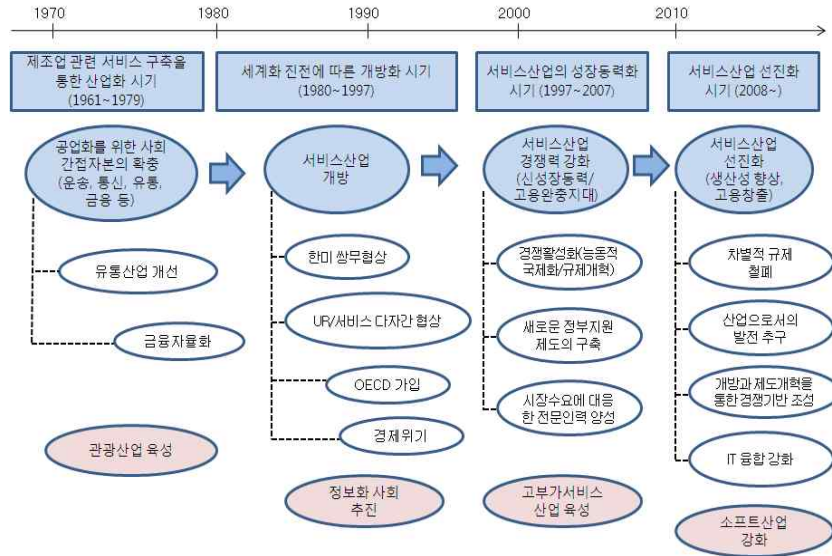 1970
1980
1990
2000
2010
제조업 관련 서비스 구축을
통한 산업화 시기
(1961~1979)
세계화 진전에 따른 개방화 시기
(1980~1997)
서비스산업의 성장동력화
시기 (1997~2007)
서비스산업 선진화
시기 (2008~)
공업화를 위한 사회
간접자본의 확충
(운송, 통신, 유통,
금융 등)
서비스산업
개방
서비스산업
경쟁력 강화
(신성장동력/
고용완충지대)
서비스산업
선진화
(생산성 향상,
고용창출)
유통산업 개선
금융자율화
관광산업 육성
한미 쌍무협상
UR/서비스 다자간 협상
OECD 가입
경제위기
정보화 사회
추진
경쟁활성화(능동적
국제화/규제개혁)
새로운 정부지원
제도의 구축
시장수요에 대응
한 전문인력 양성
고부가서비스
산업 육성
차별적 규제
철폐
산업으로서의
발전 추구
개방과 제도개혁을
통한 경쟁기반 조성
IT 융합 강화
소프트산업
강화